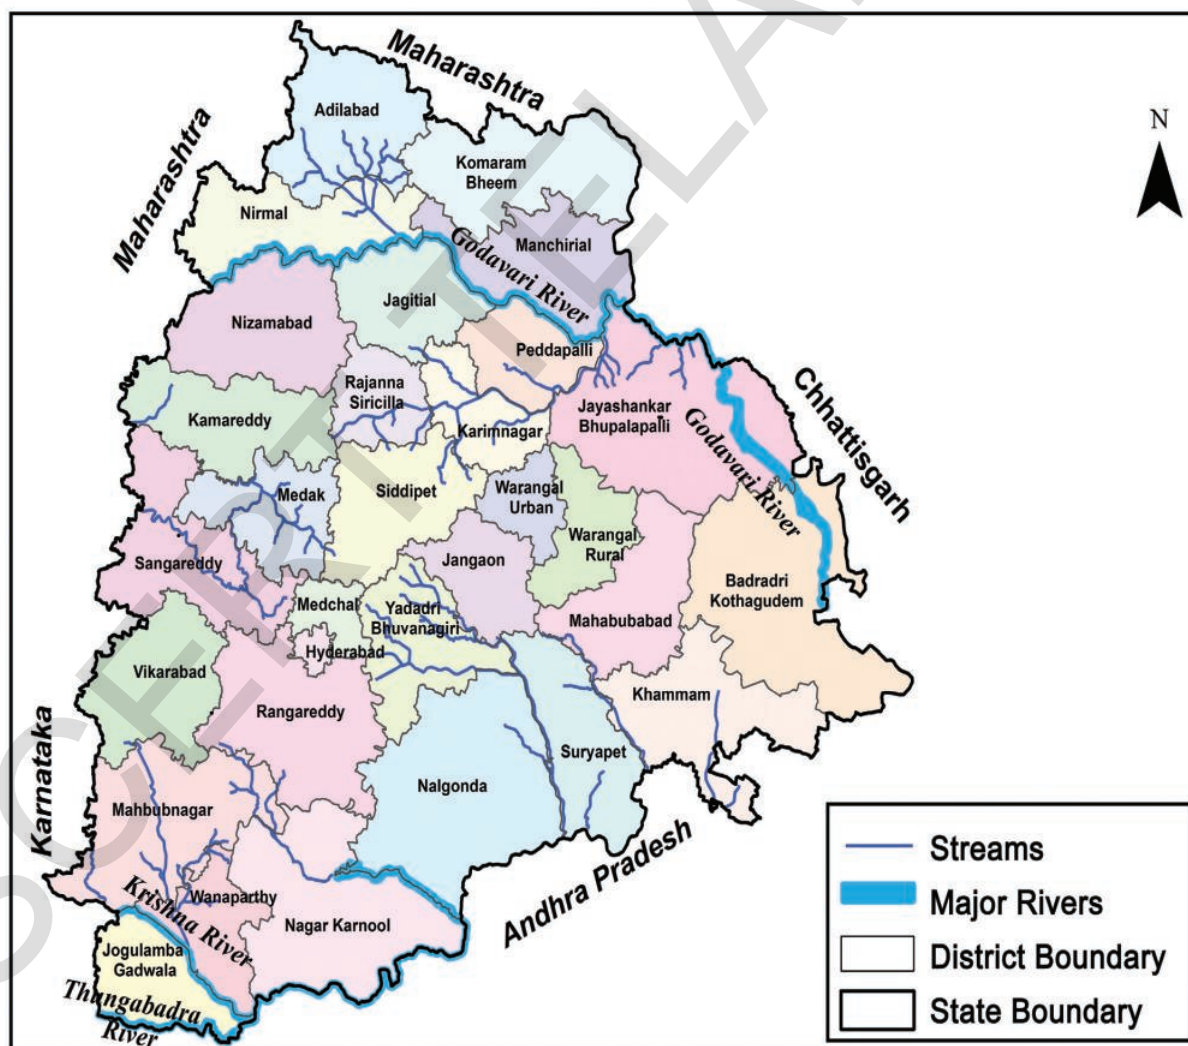 Maharashtra
Maharashtra
Adilabad
N
Komaram
Bheem
Nirmal
Manchirial
Godavari River
Jagitial
Nizamabad
Peddapalli
Rajanna
Siricilla
Kamareddy
Karimnagar
Jayashankar
Bhupalapalli
Chhattisgarh
Godavari River
Medak
Siddipet
Warangal
Urban
Warangal
Rural
Sangareddy
Jangaon
Badradri
Kothagudem
Medchal
Yadadri
Bhuvanagiri
Mahabubabad
Hyderabad
Vikarabad
Khammam
Rangareddy
Karnataka
Suryapet
Nalgonda
Mahbubnagar
Andhra Pradesh
Krishna River
Wanaparthy
Nagar Karnool
Jogulamba
Gadwala
Thungabadra
River
Streams
Major Rivers
District Boundary
State Boundary